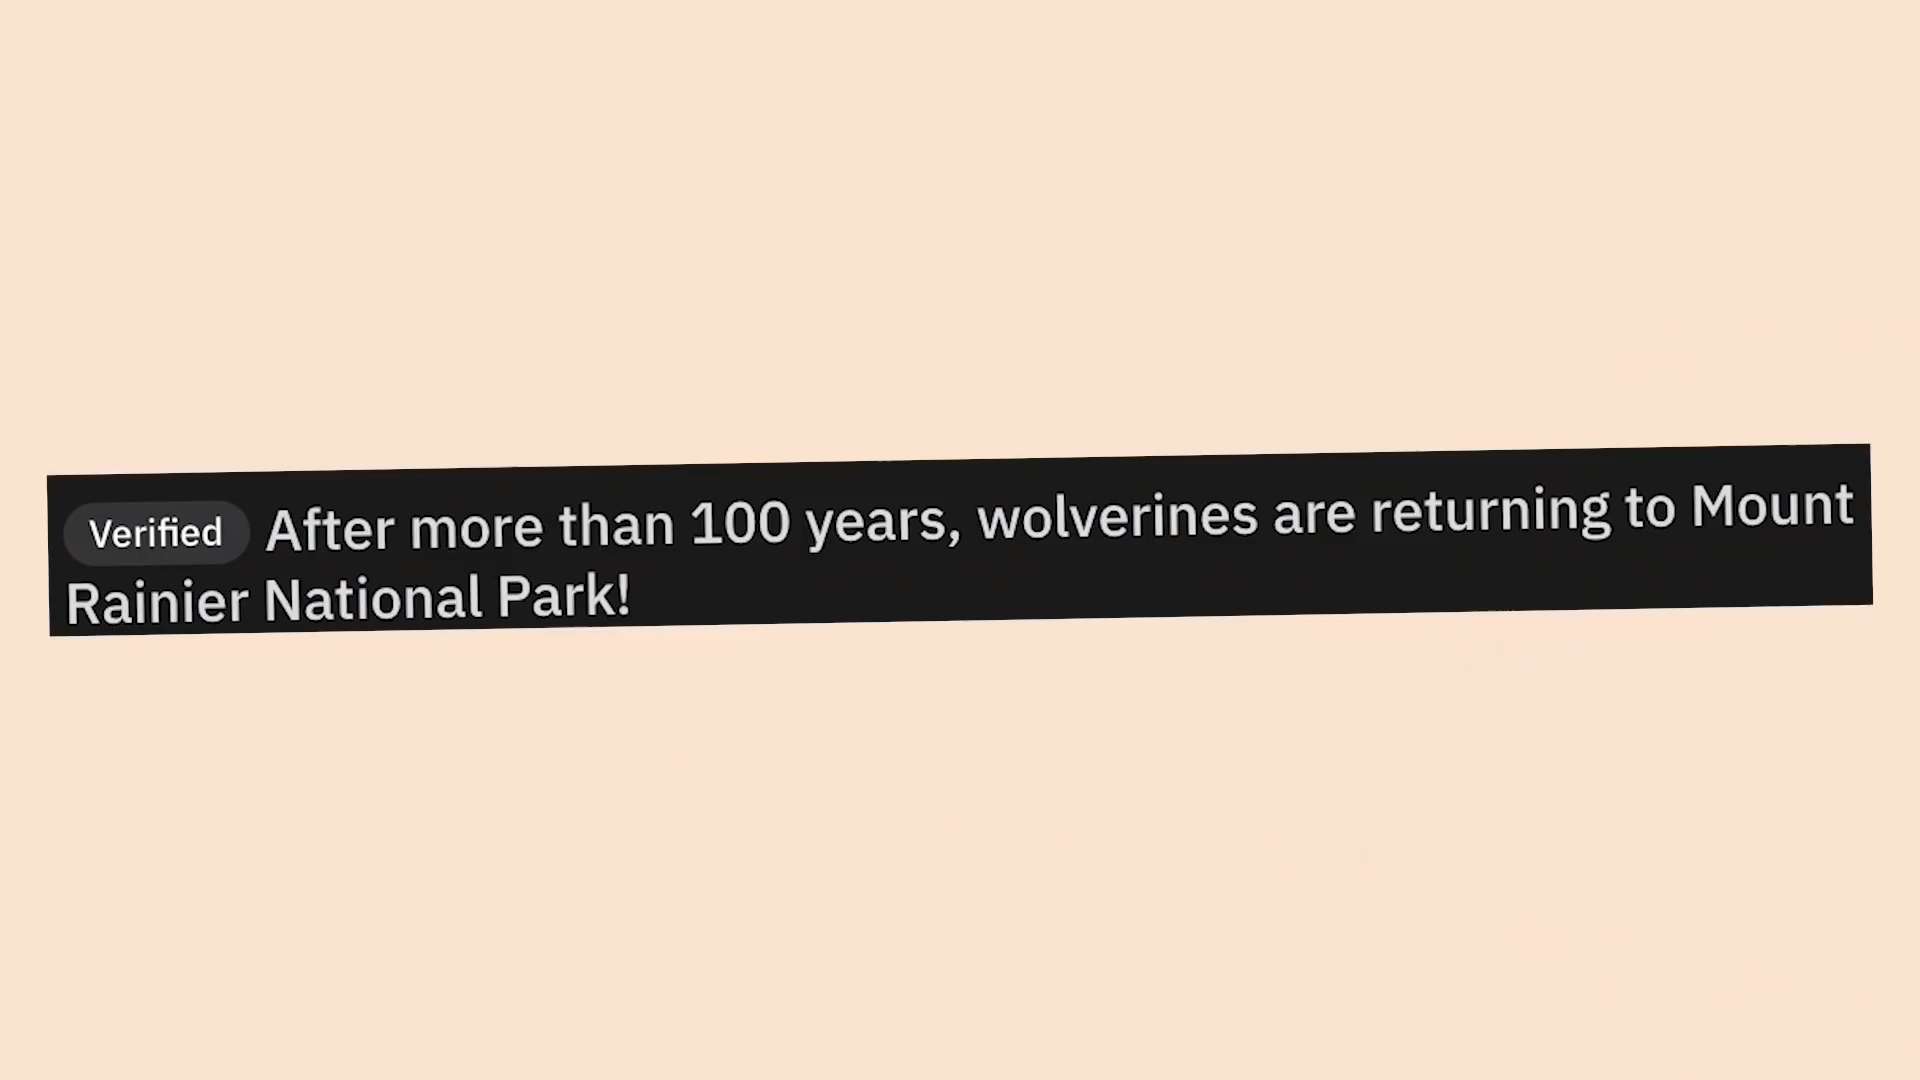 Verified After more than 100 years, wolverines are returning to Mount
Rainier National Park!